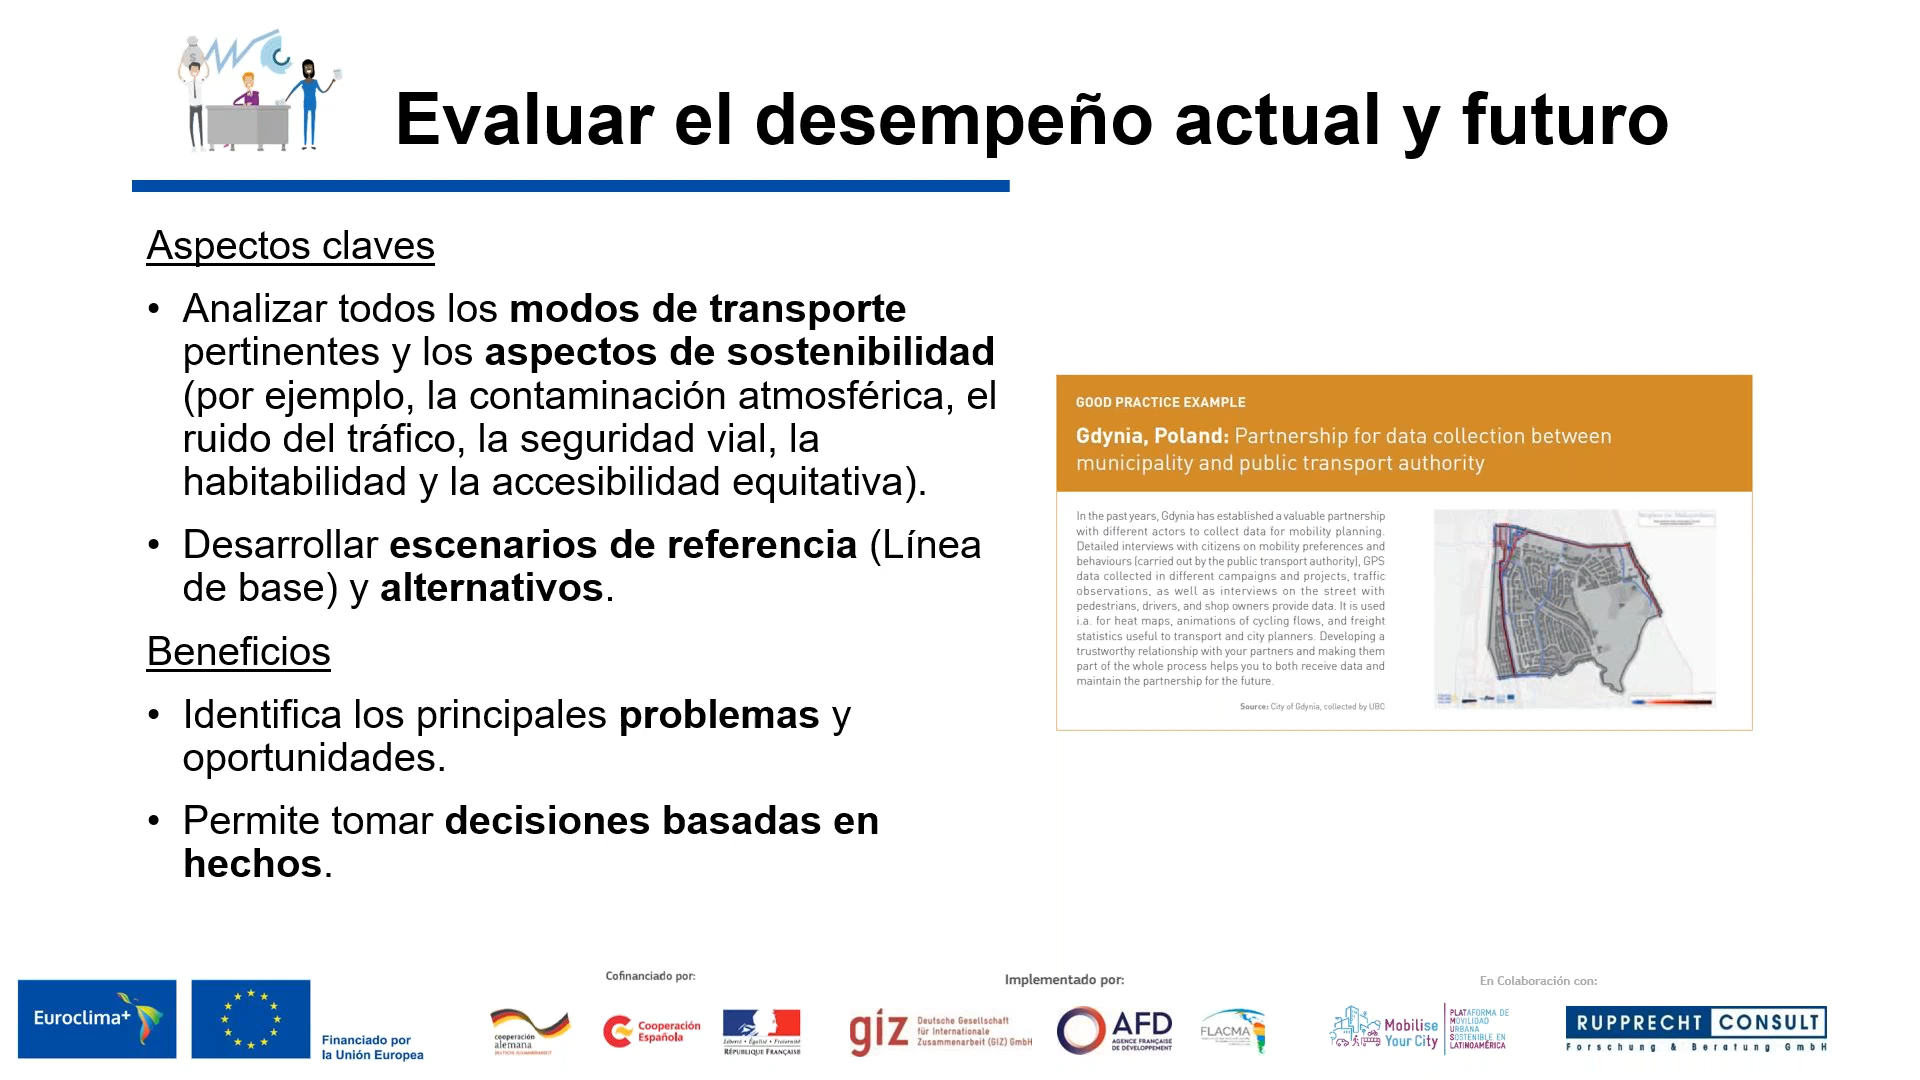 Evaluar el desempeño actual y futuro
Aspectos claves
• Analizar todos los modos de transporte
pertinentes y los aspectos de sostenibilidad
(por ejemplo, la contaminación atmosférica, el
ruido del tráfico, la seguridad vial, la
habitabilidad y la accesibilidad equitativa).
• Desarrollar escenarios de referencia (Línea
de base) y alternativos.
Beneficios
• Identifica los principales problemas y
oportunidades.
• Permite tomar decisiones basadas en
hechos.
GOOD PRACTICE EXAMPLE
Gdynia, Poland: Partnership for data collection between
municipality and public transport authority
In the past years, Gdynia has established a valuable partnership
with different actors to collect data for mobility planning.
Detailed interviews with citizens on mobility preferences and
behaviours (carried out by the public transport authority), GPS
data collected in different campaigns and projects, traffic
observations, as well as interviews on the street with
pedestrians, drivers, and shop owners provide data. It is used
i.a. for heat maps, animations of cycling flows, and freight
statistics useful to transport and city planners. Developing a
trustworthy relationship with your partners and making them
part of the whole process helps you to both receive data and
maintain the partnership for the future.
Source: City of Gdynia, collected by UBC
Euroclima+
Financiado por
la Unión Europea
Cofinanciado por:
cooperación
alemana
DEUTSCHE ZUSAMMENARBEIT
Cooperación
Española
Liberté • Égalité • Fraternité
RÉPUBLIQUE FRANÇAISE
Implementado por:
giz
Deutsche Gesellschaft
für Internationale
Zusammenarbeit (GIZ) GmbH
AFD
AGENCE FRANÇAISE
DE DÉVELOPPEMENT
FLACMA
En Colaboración con:
Mobilise
Your City
PLATAFORMA DE
MOVILIDAD
URBANA
SOSTENIBLE EN
LATINOAMÉRICA
RUPPRECHT CONSULT
Forschung & Beratung GmbH